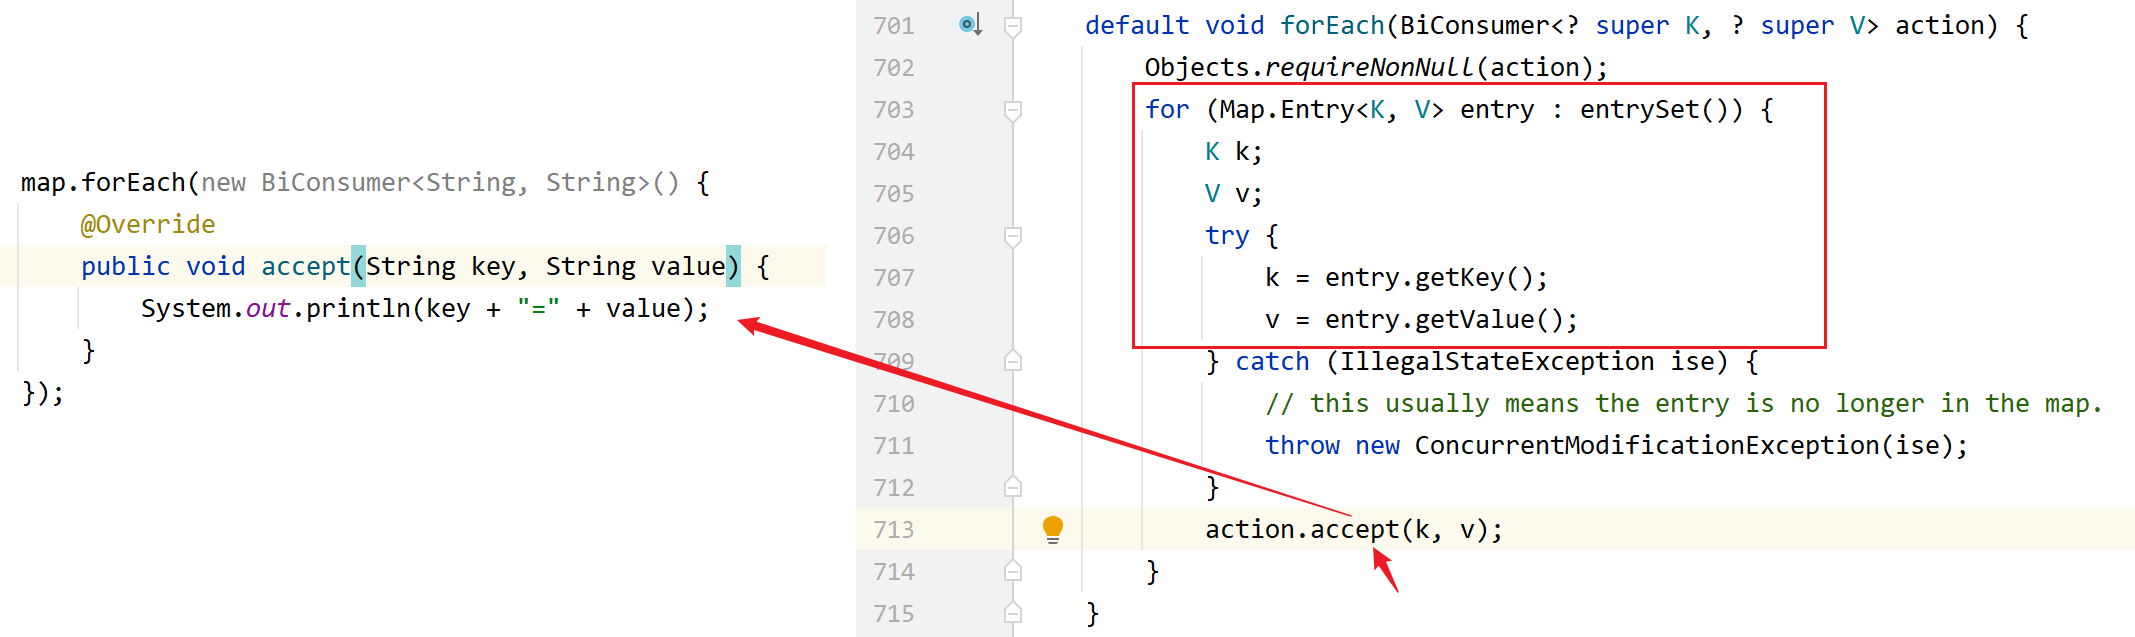 map.forEach(new BiConsumer<String, String>() {
@Override
public void accept(String key, String value) {
System.out.println(key + "=" + value);
}
});
701 default void forEach(BiConsumer<? super K, ? super V> action) {
702 Objects.requireNonNull(action);
703 for (Map.Entry<K, V> entry : entrySet()) {
704 K k;
705 V v;
706 try {
707 k = entry.getKey();
708 v = entry.getValue();
709 } catch (IllegalStateException ise) {
710 // this usually means the entry is no longer in the map.
711 throw new ConcurrentModificationException(ise);
712 }
713 action.accept(k, v);
714 }
715 }